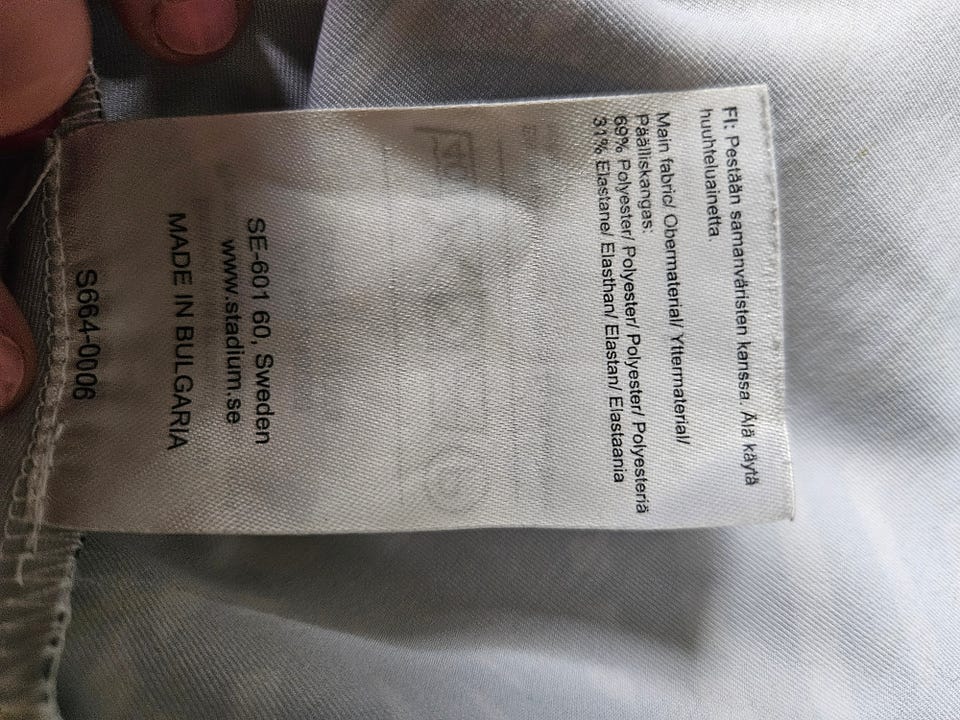 FI: Pestään samanväristen kanssa. Älä käytä
huuhteluainetta.
Main fabric/ Obermaterial/ Yttermaterial/
Päälliskangas:
69% Polyester/ Polyester/ Polyester/ Polyesteriä
31% Elastane/ Elasthan/ Elastan/ Elastaania
SE-601 60, Sweden
www.stadium.se
MADE IN BULGARIA
S664-0006